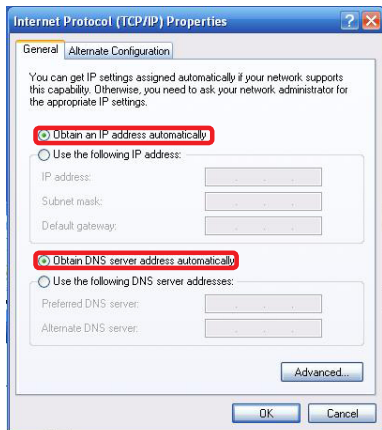 Internet Protocol (TCP/IP) Properties
General Alternate Configuration
You can get IP settings assigned automatically if your network supports
this capability. Otherwise, you need to ask your network administrator for
the appropriate IP settings.
Obtain an IP address automatically
Use the following IP address:
IP address:
Subnet mask:
Default gateway:
Obtain DNS server address automatically
Use the following DNS server addresses:
Preferred DNS server:
Alternate DNS server:
Advanced...
OK Cancel